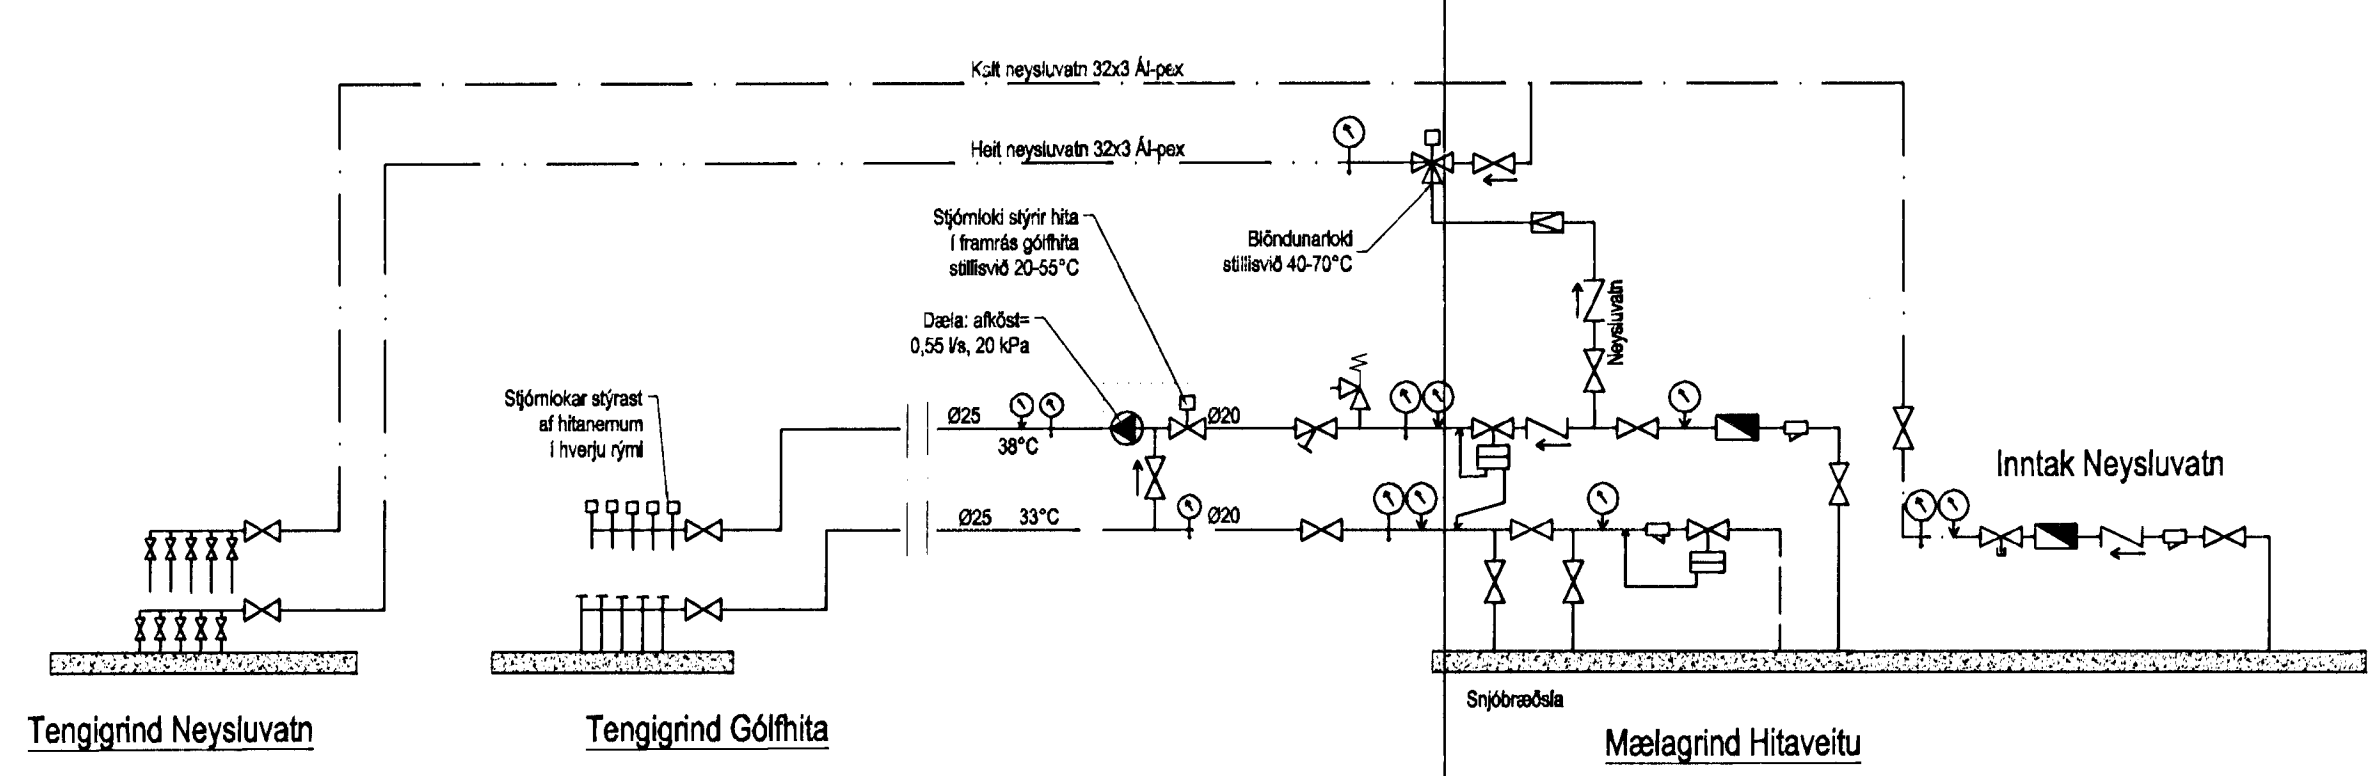 Kalt neysluvatn 32x3 Ál-pex
Heit neysluvatn 32x3 Ál-pex
Stjórnloki stýrir hita
í framrás gólfhita
stillisvið 20-55°C
Blöndunarloki
stillisvið 40-70°C
Neysluvatn
Dæla: afköst=
0,55 l/s, 20 kPa
Stjórnlokar stýrast
af hitanemum
í hverju rými
Ø25
38°C
Ø20
Inntak Neysluvatn
Ø25
33°C
Ø20
Snjóbræðsla
Tengigrind Neysluvatn
Tengigrind Gólfhita
Mælagrind Hitaveitu